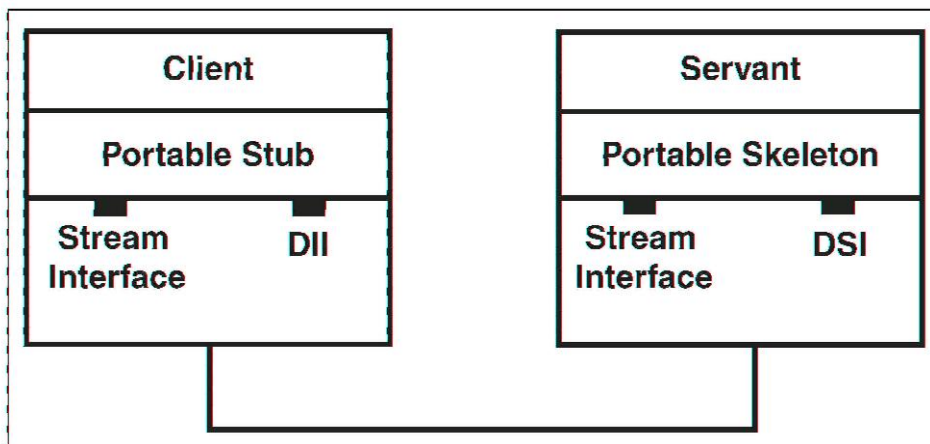 Client
Portable Stub
Stream
Interface
DII
Servant
Portable Skeleton
Stream
Interface
DSI